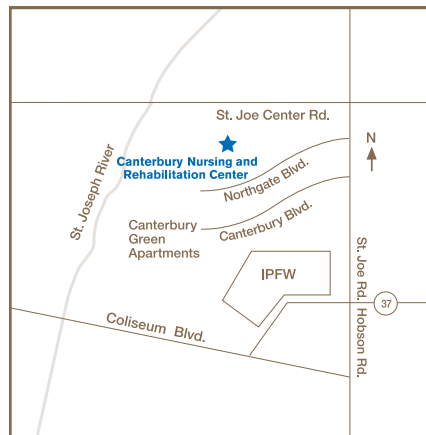 St. Joe Center Rd.
N
Canterbury Nursing and
Rehabilitation Center
Northgate Blvd.
St. Joseph River
Canterbury
Green
Apartments
Canterbury Blvd.
IPFW
St. Joe Rd. Hobson Rd.
37
Coliseum Blvd.